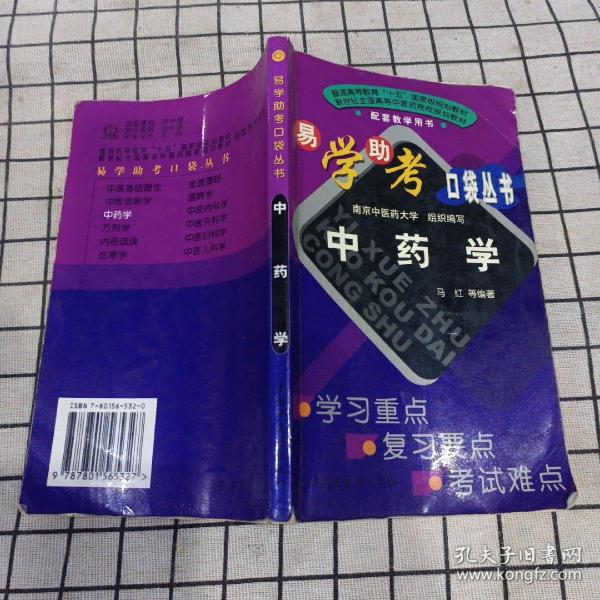 普通高等教育“十五”国家级规划教材
新世纪全国高等中医药院校规划教材
配套教学用书
易学助考
口袋丛书
南京中医药大学 组织编写
中药学
YI XUE ZHU
KAO KOU DAI
CONG SHU
马红 等编著
学习重点
复习要点
考试难点
易学助考口袋丛书
中药学
易学助考口袋丛书
中医基础理论
中医诊断学
中药学
方剂学
内经选读
伤寒学
金匮要略
温病学
中医内科学
中医外科学
中医妇科学
中医儿科学
ISBN 7-80156-532-0
9 787801 565327 >
孔夫子旧书网
kongfz.com